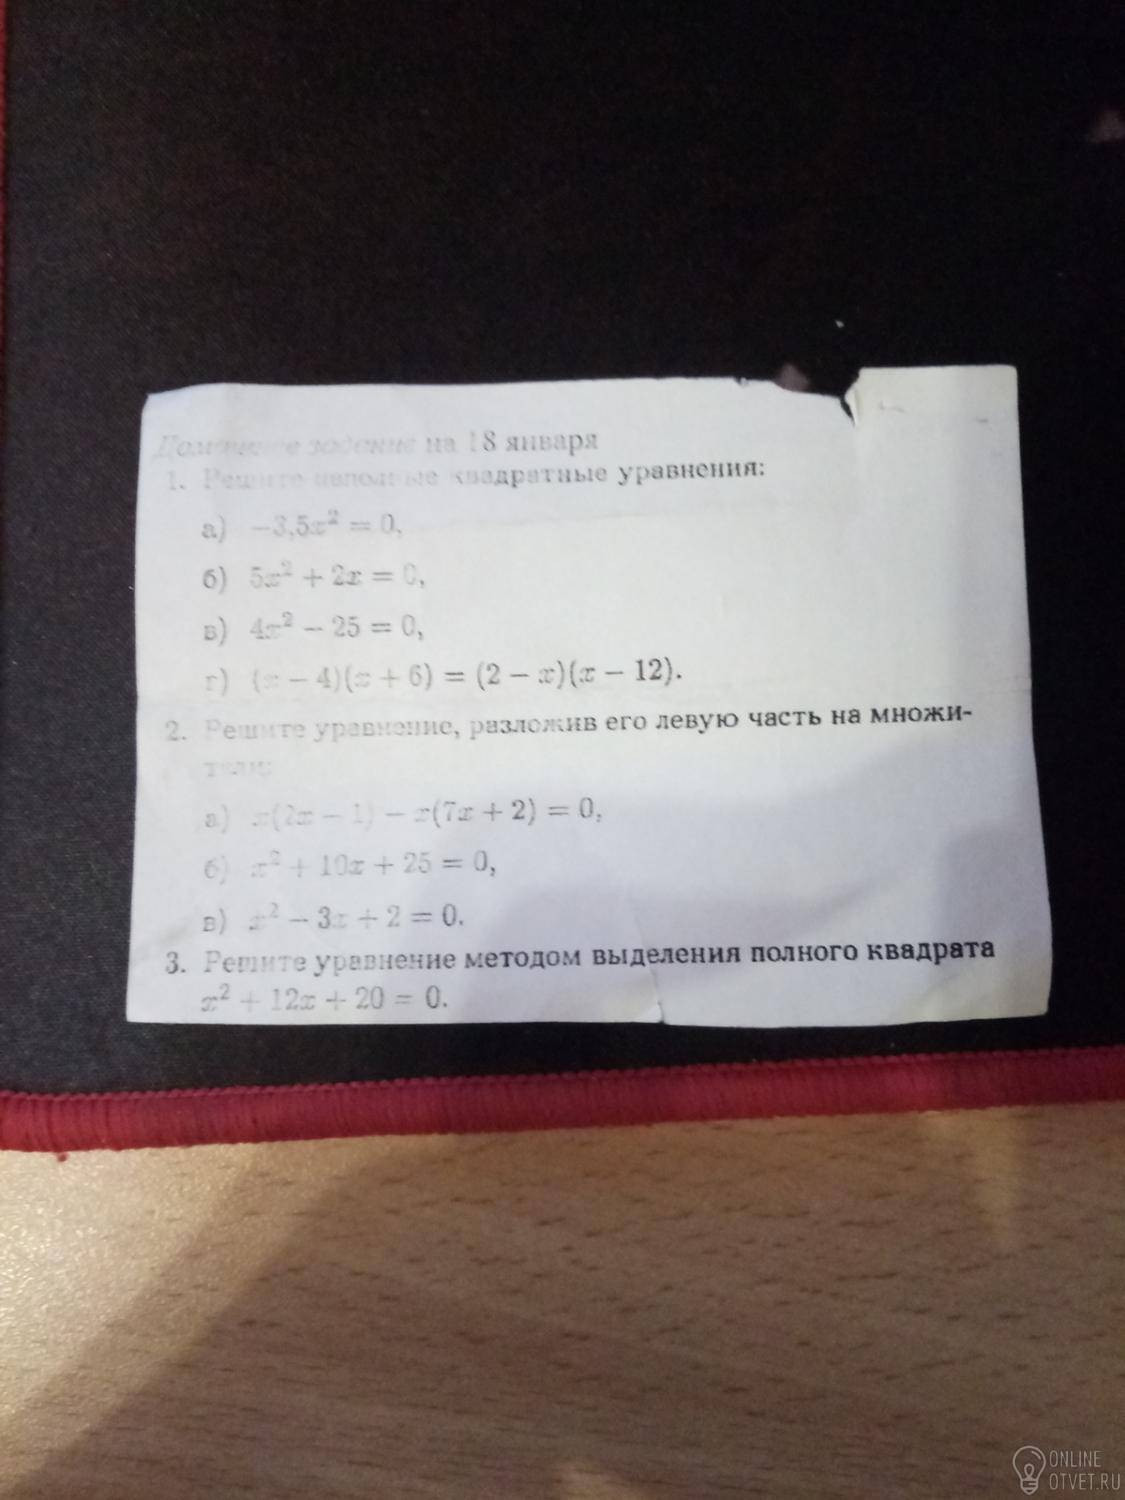 Домашнее задание на 18 января
1. Решите неполные квадратные уравнения:
а) −3,5x² = 0,
б) 5x² + 2x = 0,
в) 4x² − 25 = 0,
г) (x − 4)(x + 6) = (2 − x)(x − 12).
2. Решите уравнение, разложив его левую часть на множи-
тели:
а) x(2x − 1) − x(7x + 2) = 0,
б) x² + 10x + 25 = 0,
в) x² − 3x + 2 = 0.
3. Решите уравнение методом выделения полного квадрата
x² + 12x + 20 = 0.
ONLINE
OTVET.RU